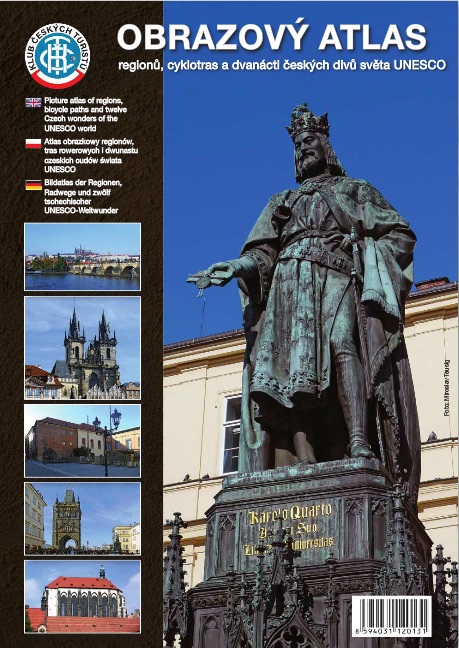 KLUB ČESKÝCH TURISTŮ
KČT
OBRAZOVÝ ATLAS
regionů, cyklotras a dvanácti českých divů světa UNESCO
Picture atlas of regions,
bicycle paths and twelve
Czech wonders of the
UNESCO world
Atlas obrazkowy regionów,
tras rowerowych i dwunastu
czeskich cudów świata
UNESCO
Bildatlas der Regionen,
Radwege und zwölf
tschechischer
UNESCO-Weltwunder
Foto: Miroslav Tausig
Karolo Quarto
8 594031 120131